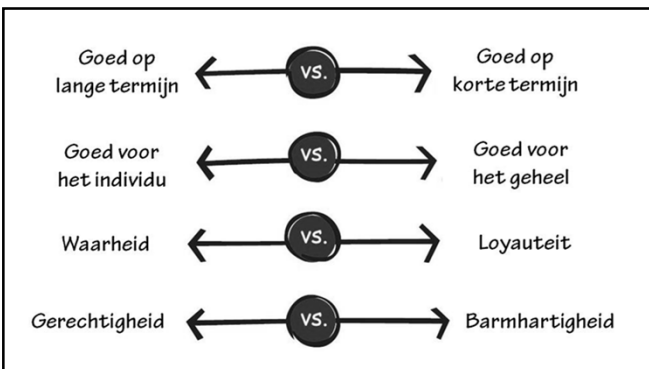 Goed op
lange termijn
vs.
Goed op
korte termijn
Goed voor
het individu
vs.
Goed voor
het geheel
Waarheid
vs.
Loyauteit
Gerechtigheid
vs.
Barmhartigheid